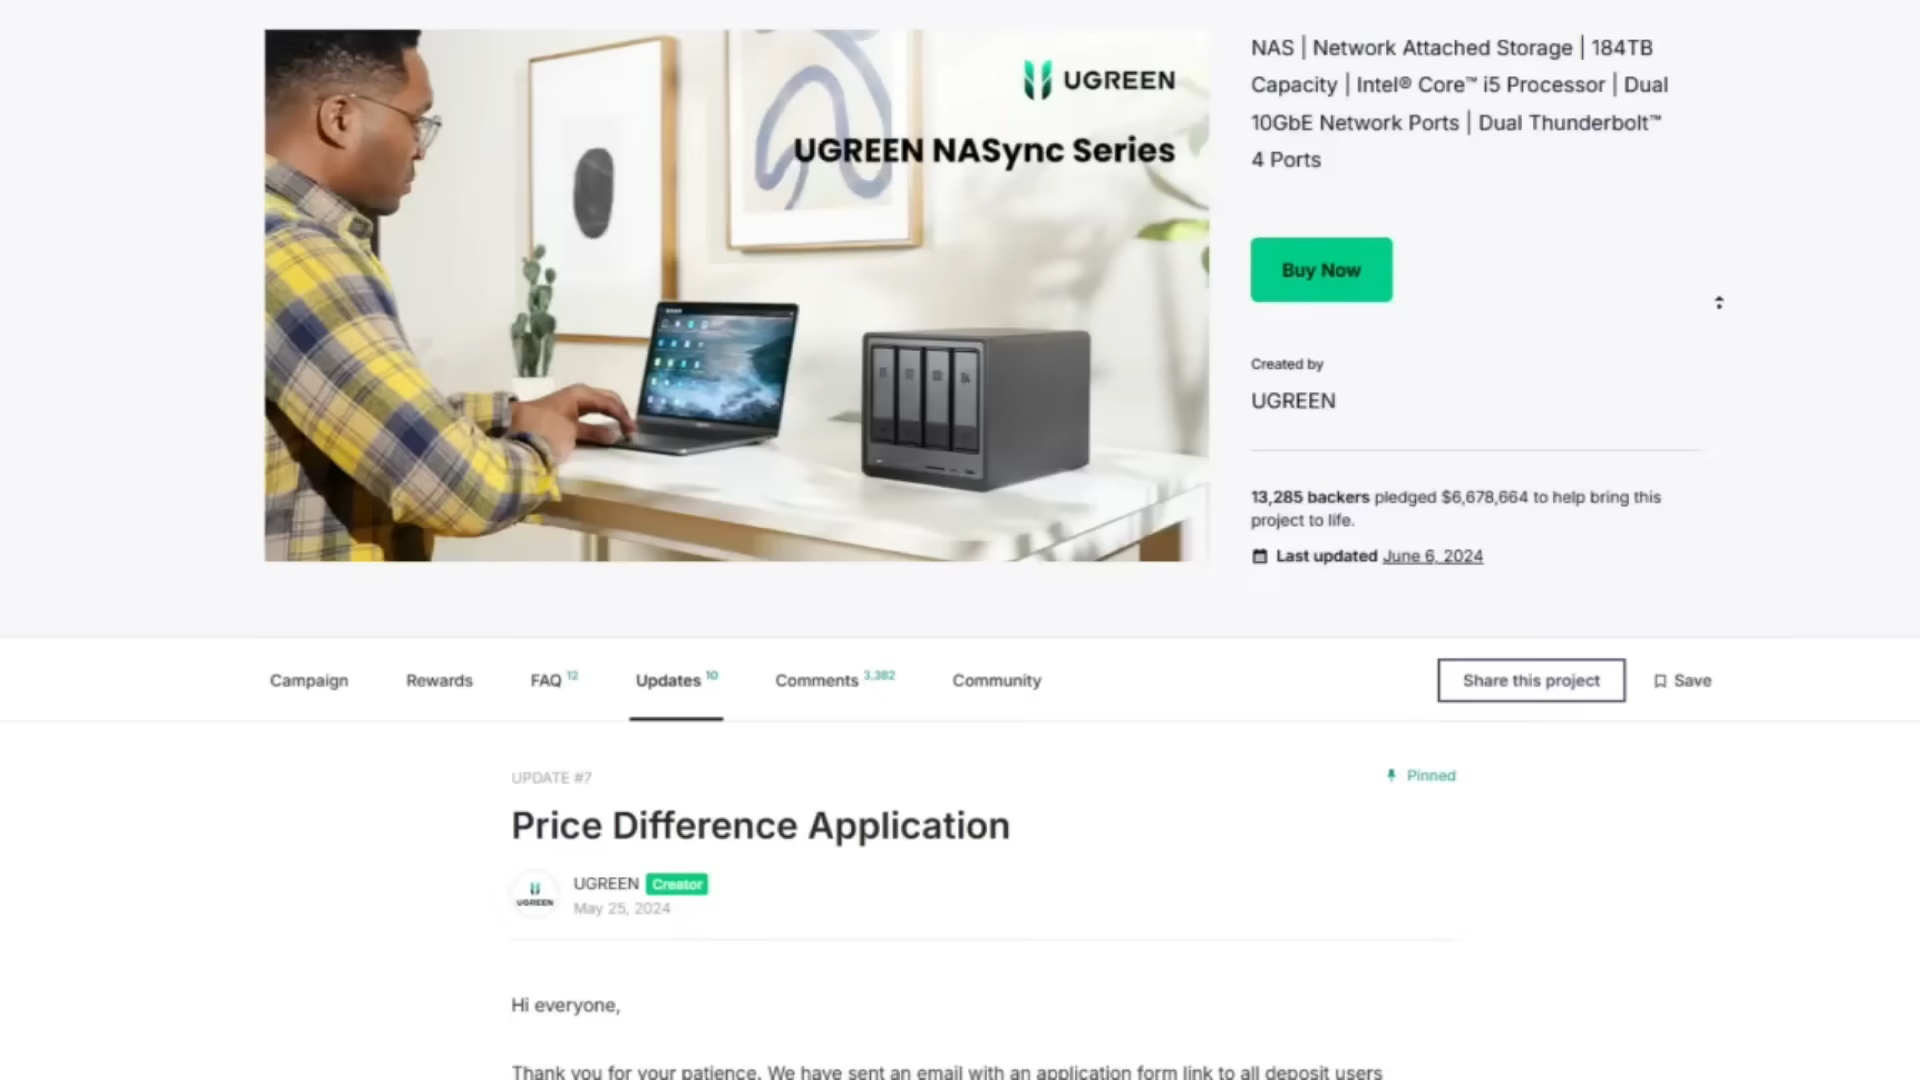 UGREEN
UGREEN NASync Series
NAS | Network Attached Storage | 184TB
Capacity | Intel® Core™ i5 Processor | Dual
10GbE Network Ports | Dual Thunderbolt™
4 Ports
Buy Now
Created by
UGREEN
13,285 backers pledged $6,678,664 to help bring this
project to life.
Last updated June 6, 2024
Campaign Rewards FAQ 12 Updates 10 Comments 3,382 Community Share this project Save
UPDATE #7 Pinned
Price Difference Application
UGREEN
UGREEN Creator
May 25, 2024
Hi everyone,
Thank you for your patience. We have sent an email with an application form link to all deposit users